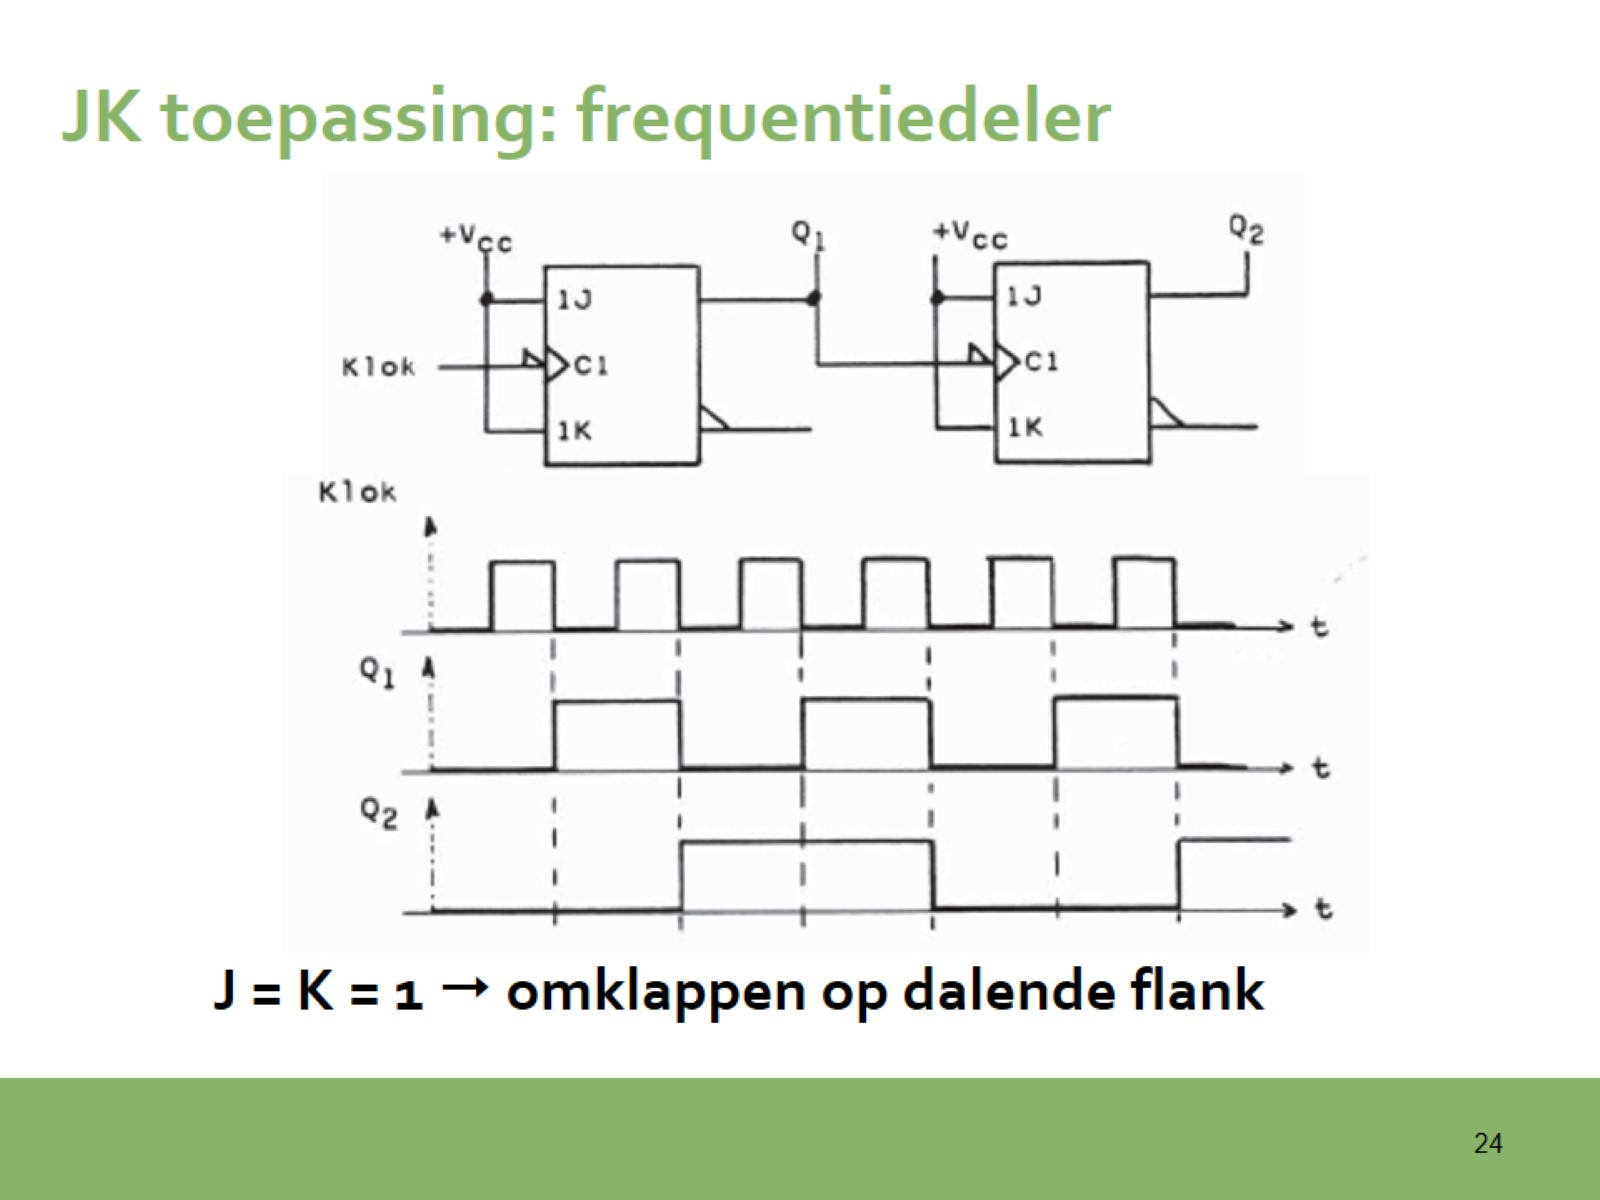 JK toepassing: frequentiedeler
+Vcc Q1 +Vcc Q2
1J 1J
Klok C1 C1
1K 1K
Klok
t
Q1
t
Q2
t
J = K = 1 → omklappen op dalende flank
24